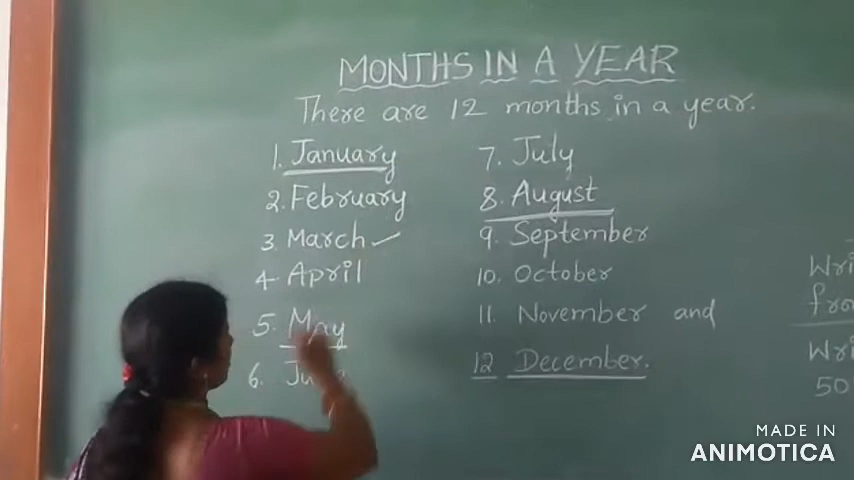 MONTHS IN A YEAR
There are 12 months in a year.
1. January
2. February
3. March
4. April
5. May
6.
7. July
8. August
9. September
10. October
11. November and
12 December.
50
MADE IN
ANIMOTICA